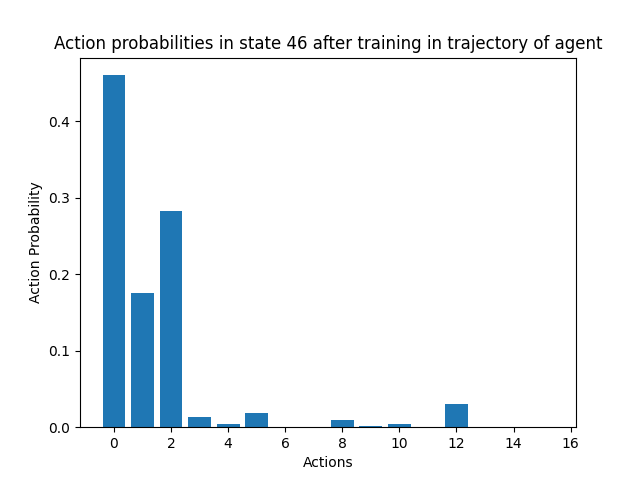 Action probabilities in state 46 after training in trajectory of agent
Action Probability
0.4
0.3
0.2
0.1
0.0
0 2 4 6 8 10 12 14 16
Actions